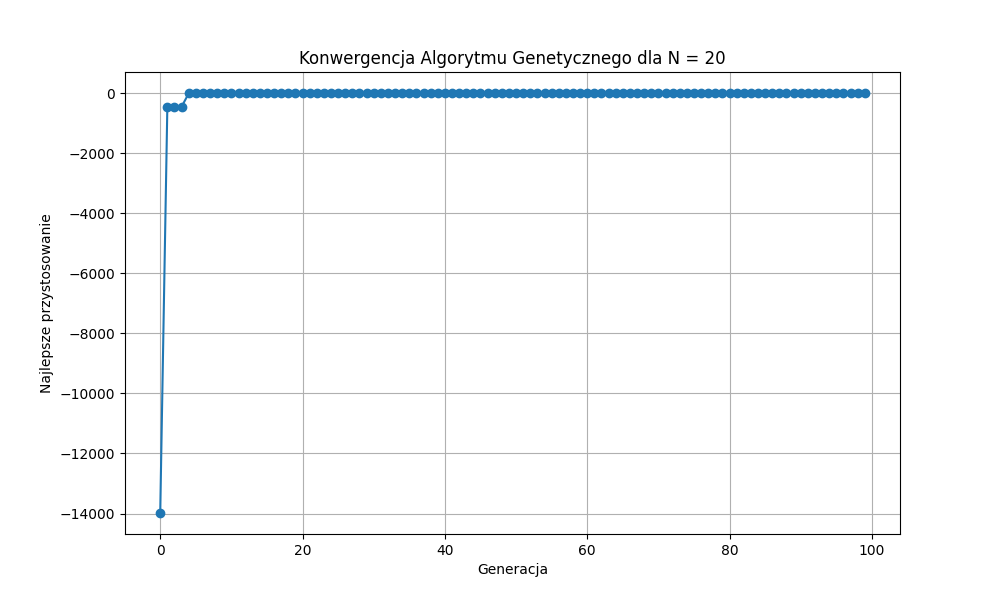 Konwergencja Algorytmu Genetycznego dla N = 20
Najlepsze przystosowanie
0
−2000
−4000
−6000
−8000
−10000
−12000
−14000
0 20 40 60 80 100
Generacja